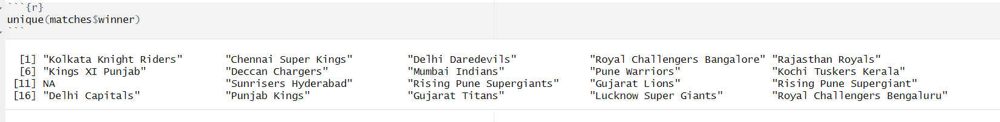 ```{r}
unique(matches$winner)
```
[1] "Kolkata Knight Riders" "Chennai Super Kings" "Delhi Daredevils" "Royal Challengers Bangalore" "Rajasthan Royals"
[6] "Kings XI Punjab" "Deccan Chargers" "Mumbai Indians" "Pune Warriors" "Kochi Tuskers Kerala"
[11] NA "Sunrisers Hyderabad" "Rising Pune Supergiants" "Gujarat Lions" "Rising Pune Supergiant"
[16] "Delhi Capitals" "Punjab Kings" "Gujarat Titans" "Lucknow Super Giants" "Royal Challengers Bengaluru"